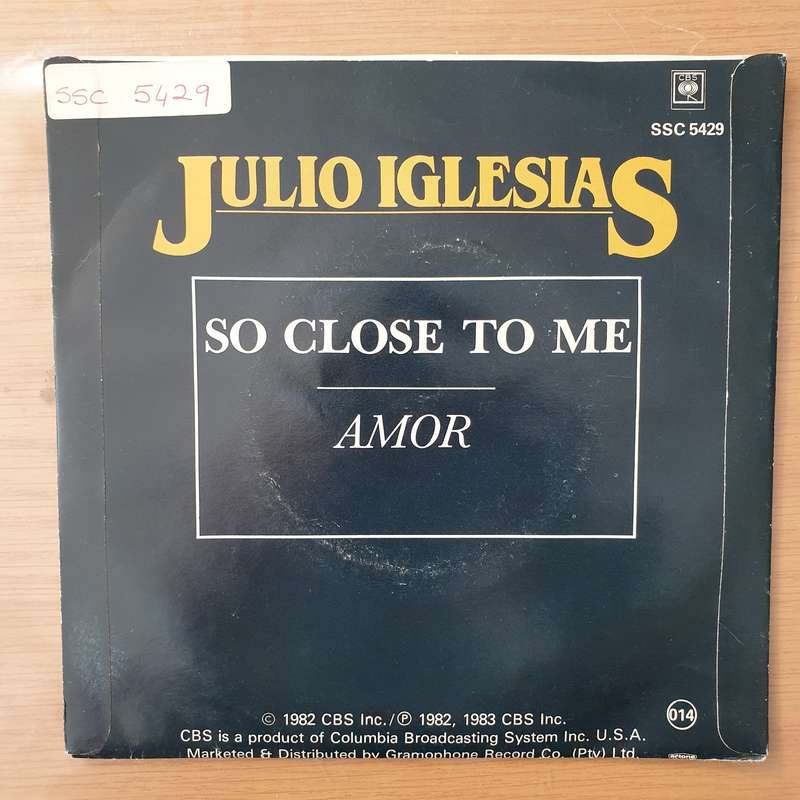 SSC 5429
CBS
SSC 5429
JULIO IGLESIAS
SO CLOSE TO ME
AMOR
© 1982 CBS Inc./℗ 1982, 1983 CBS Inc.
014
CBS is a product of Columbia Broadcasting System Inc. U.S.A.
Marketed & Distributed by Gramophone Record Co. (Pty) Ltd.